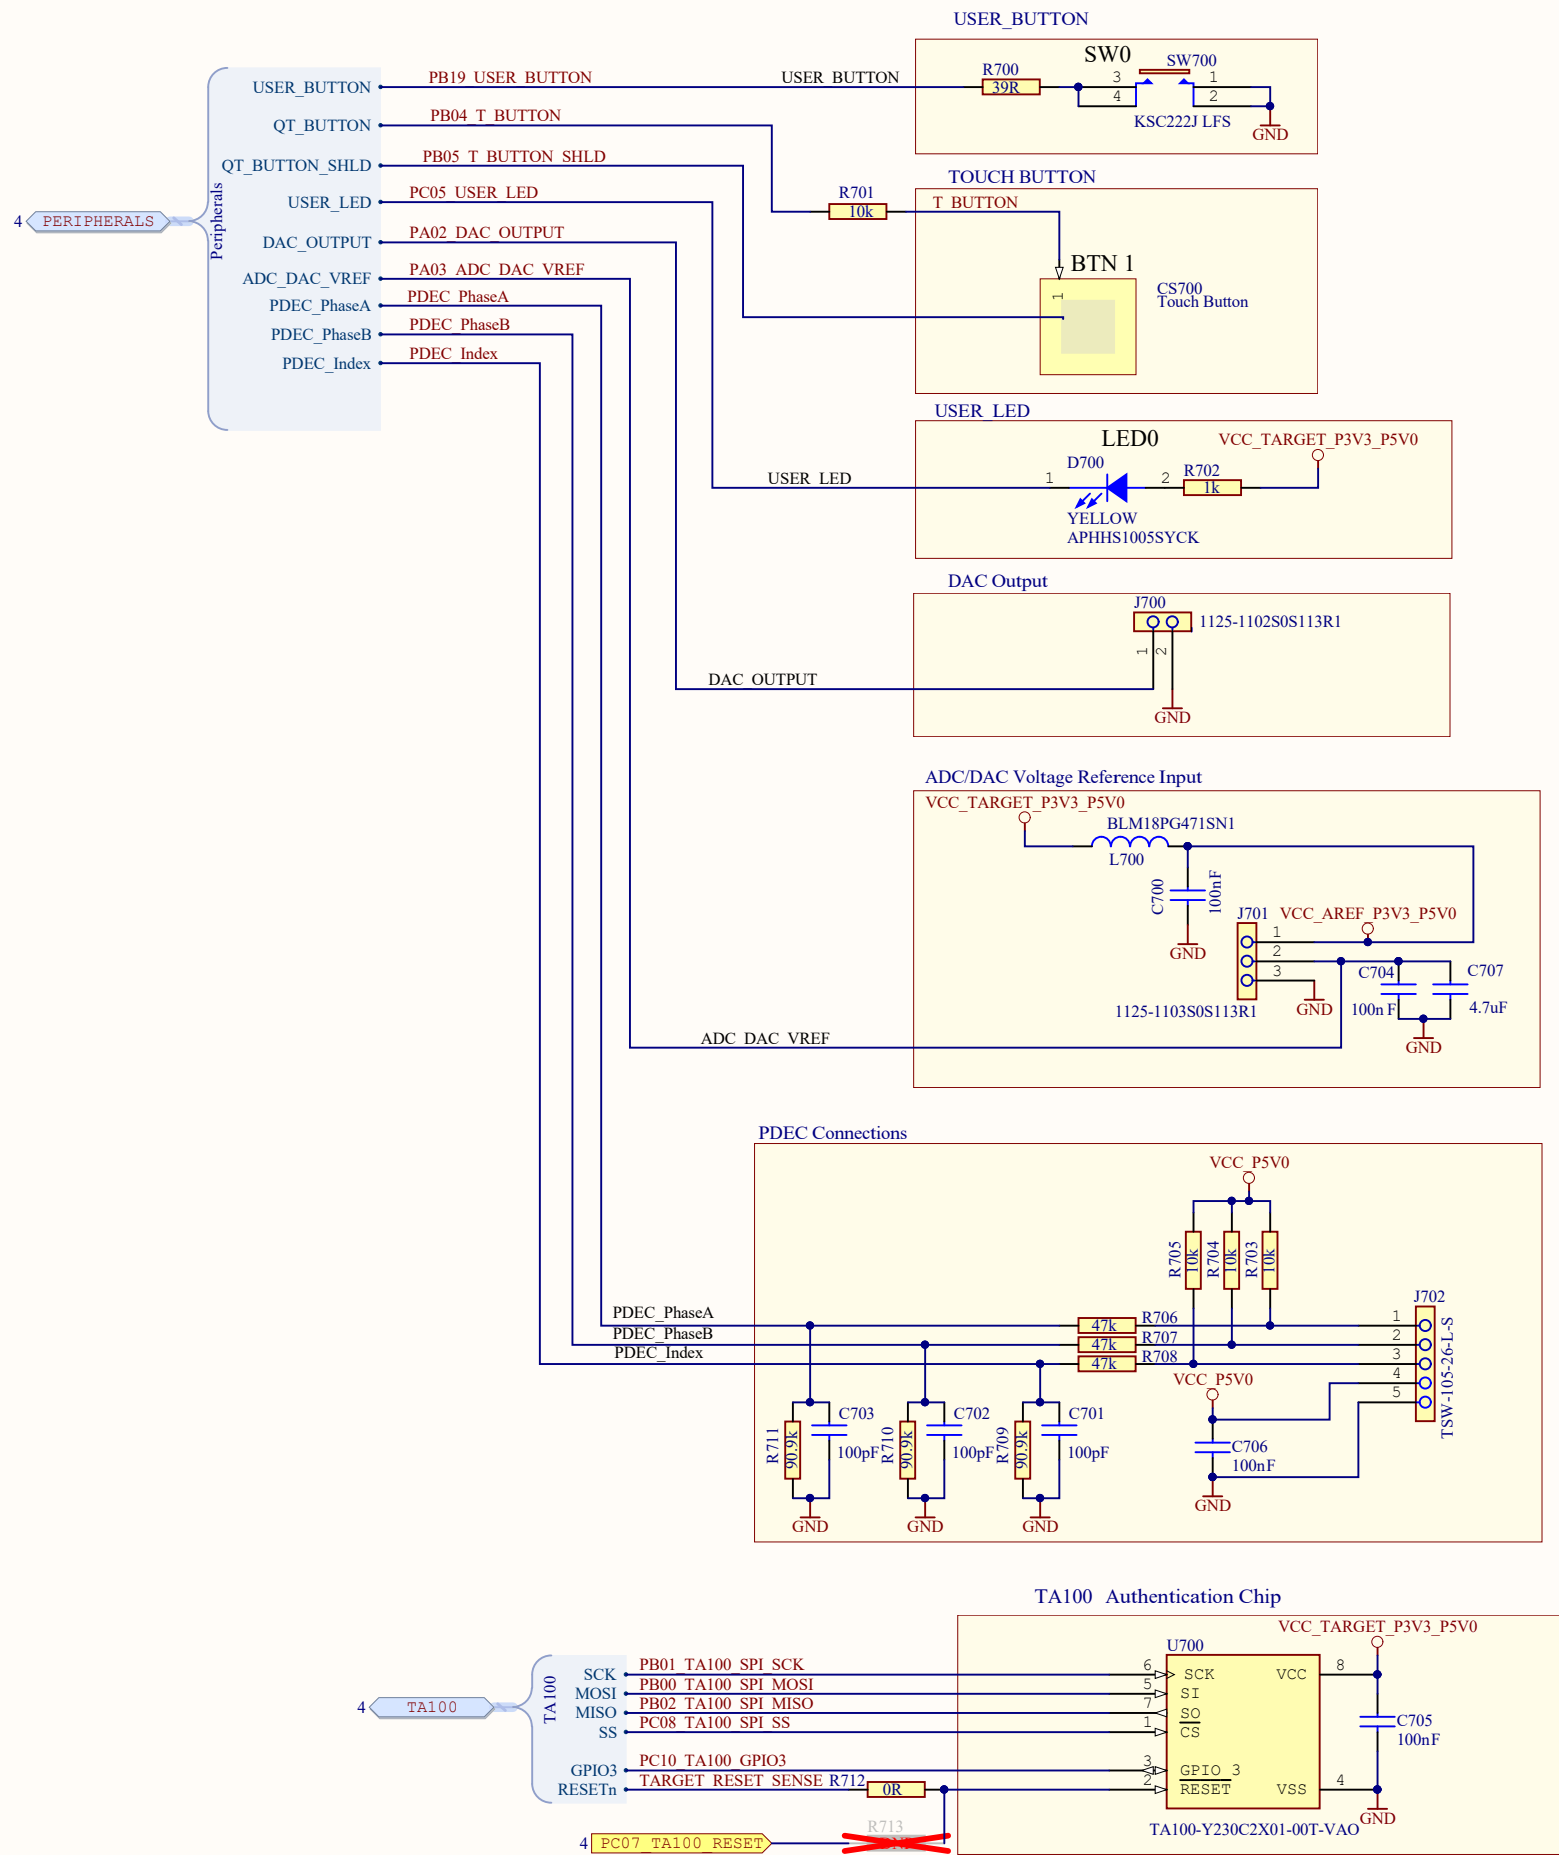 USER_BUTTON
SW0
SW700
R700
39R
3
4
1
2
KSC222J LFS
GND
USER_BUTTON
PB19_USER_BUTTON
USER_BUTTON
QT_BUTTON
PB04_T_BUTTON
QT_BUTTON_SHLD
PB05_T_BUTTON_SHLD
USER_LED
PC05_USER_LED
DAC_OUTPUT
PA02_DAC_OUTPUT
ADC_DAC_VREF
PA03_ADC_DAC_VREF
PDEC_PhaseA
PDEC_PhaseA
PDEC_PhaseB
PDEC_PhaseB
PDEC_Index
PDEC_Index
Peripherals
4
PERIPHERALS
TOUCH BUTTON
R701
10k
T_BUTTON
BTN 1
1
CS700
Touch Button
USER_LED
LED0
VCC_TARGET_P3V3_P5V0
D700
R702
1k
USER_LED
1
2
YELLOW
APHHS1005SYCK
DAC Output
J700
1125-1102S0S113R1
1
2
DAC_OUTPUT
GND
ADC/DAC Voltage Reference Input
VCC_TARGET_P3V3_P5V0
BLM18PG471SN1
L700
C700
100nF
GND
J701
VCC_AREF_P3V3_P5V0
1
2
3
C704
100nF
C707
4.7uF
1125-1103S0S113R1
GND
GND
ADC_DAC_VREF
PDEC Connections
VCC_P5V0
R705
10k
R704
10k
R703
10k
J702
PDEC_PhaseA
47k
R706
1
PDEC_PhaseB
47k
R707
2
PDEC_Index
47k
R708
3
4
5
TSW-105-26-L-S
VCC_P5V0
C706
100nF
GND
R711
90.9k
C703
100pF
GND
R710
90.9k
C702
100pF
GND
R709
90.9k
C701
100pF
GND
TA100 Authentication Chip
VCC_TARGET_P3V3_P5V0
U700
4
TA100
TA100
SCK
PB01_TA100_SPI_SCK
6
SCK
VCC
8
MOSI
PB00_TA100_SPI_MOSI
5
SI
MISO
PB02_TA100_SPI_MISO
7
SO
SS
PC08_TA100_SPI_SS
1
CS
C705
100nF
GPIO3
PC10_TA100_GPIO3
3
GPIO_3
RESETn
TARGET_RESET_SENSE
R712
0R
2
RESET
VSS
4
GND
TA100-Y230C2X01-00T-VAO
R713
4
PC07_TA100_RESET